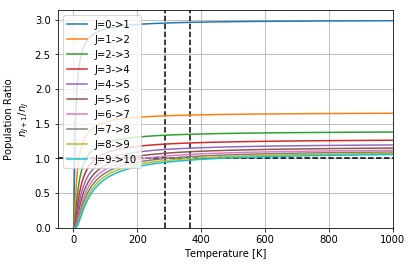 3.0
2.5
2.0
1.5
1.0
0.5
0.0
Population Ratio
n_{J+1}/n_J
J=0->1
J=1->2
J=2->3
J=3->4
J=4->5
J=5->6
J=6->7
J=7->8
J=8->9
J=9->10
0 200 400 600 800 1000
Temperature [K]